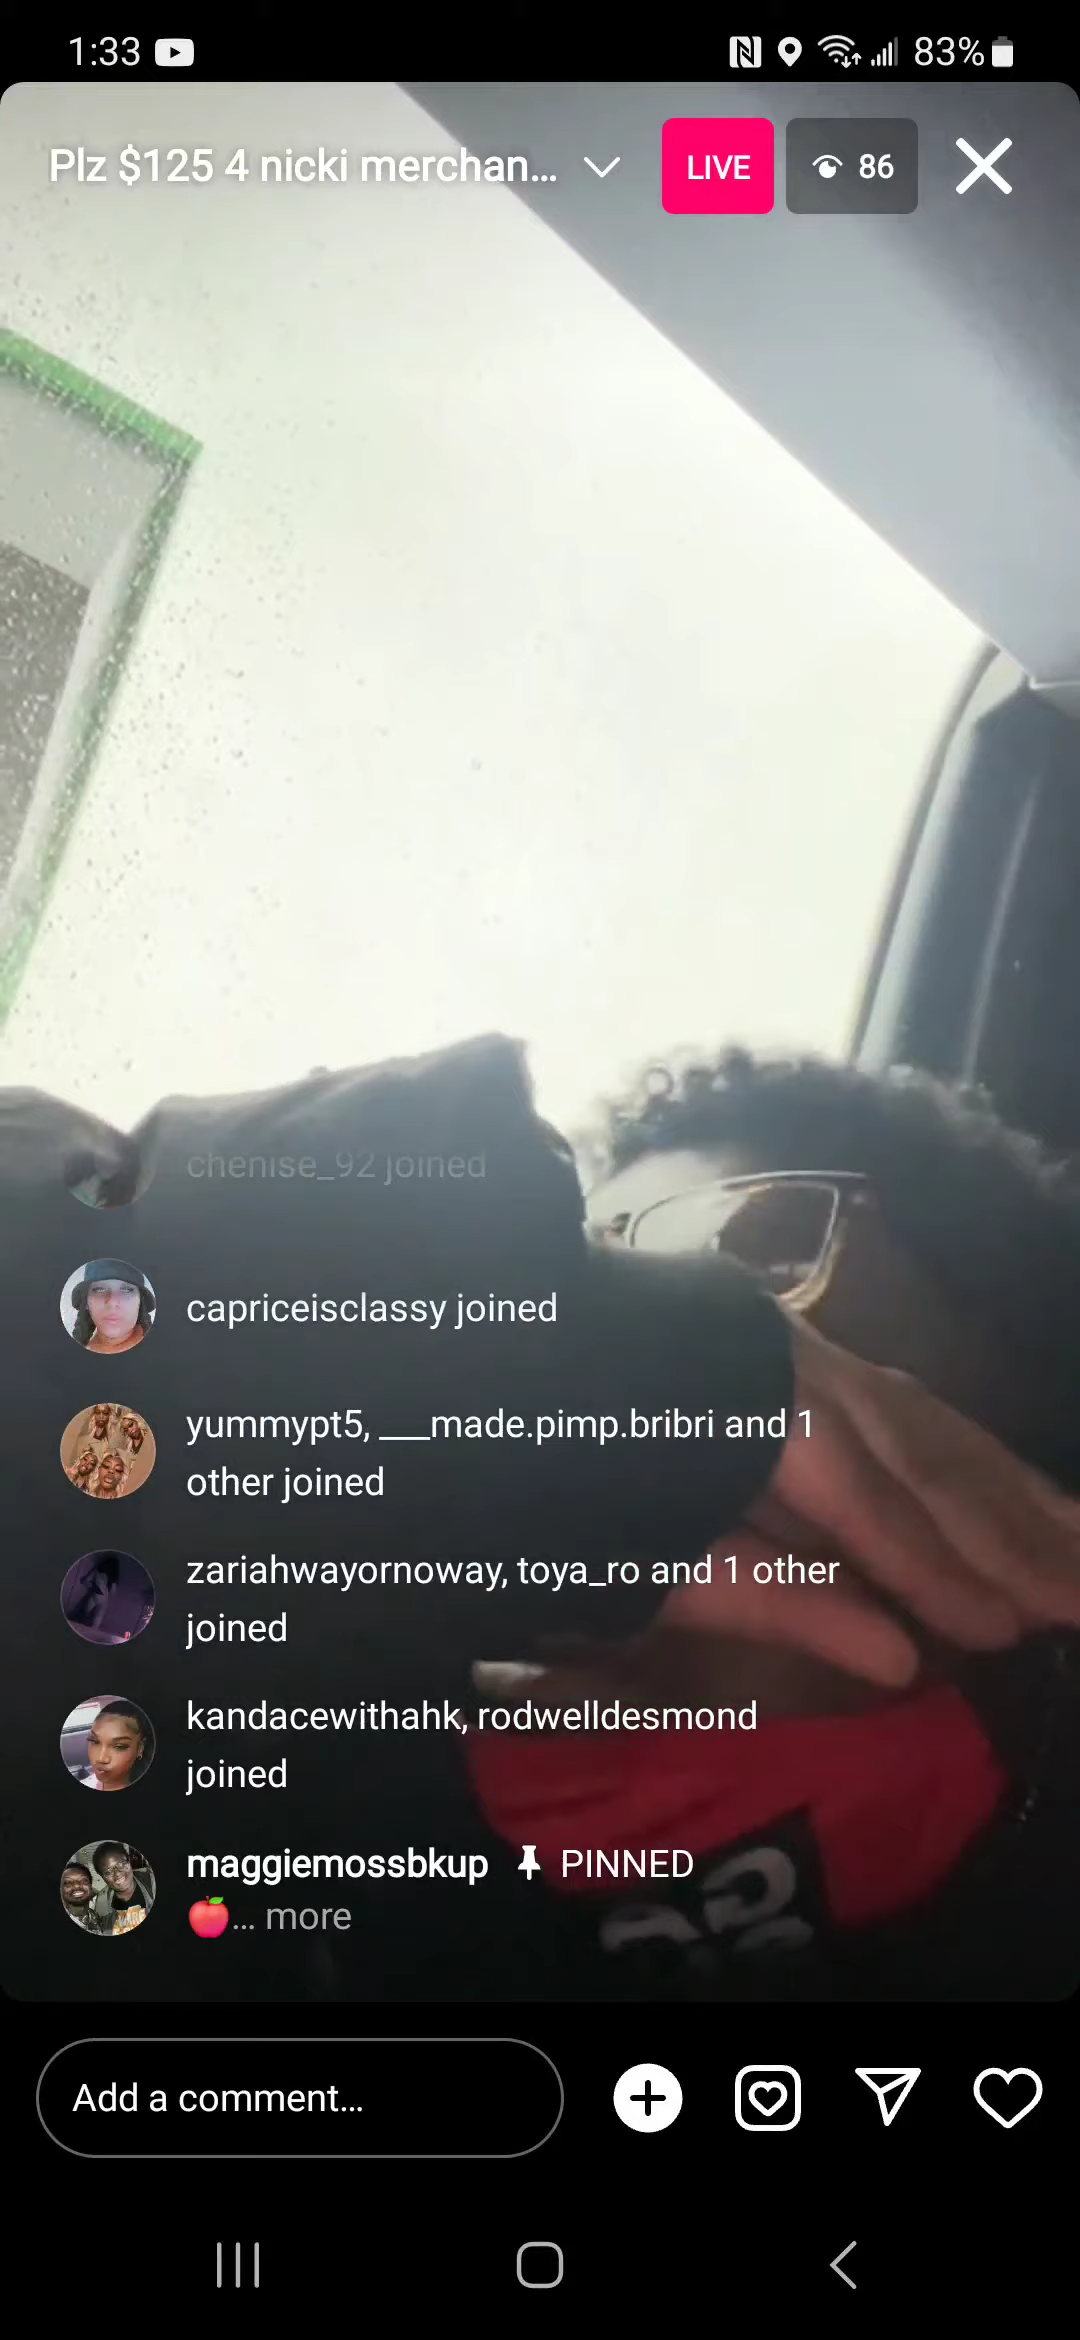 1:33
83%
Plz $125 4 nicki merchan...
LIVE
86
chenise_92 joined
capriceisclassy joined
yummypt5, ___made.pimp.bribri and 1
other joined
zariahwayornoway, toya_ro and 1 other
joined
kandacewithahk, rodwelldesmond
joined
maggiemossbkup PINNED
🍎... more
Add a comment...